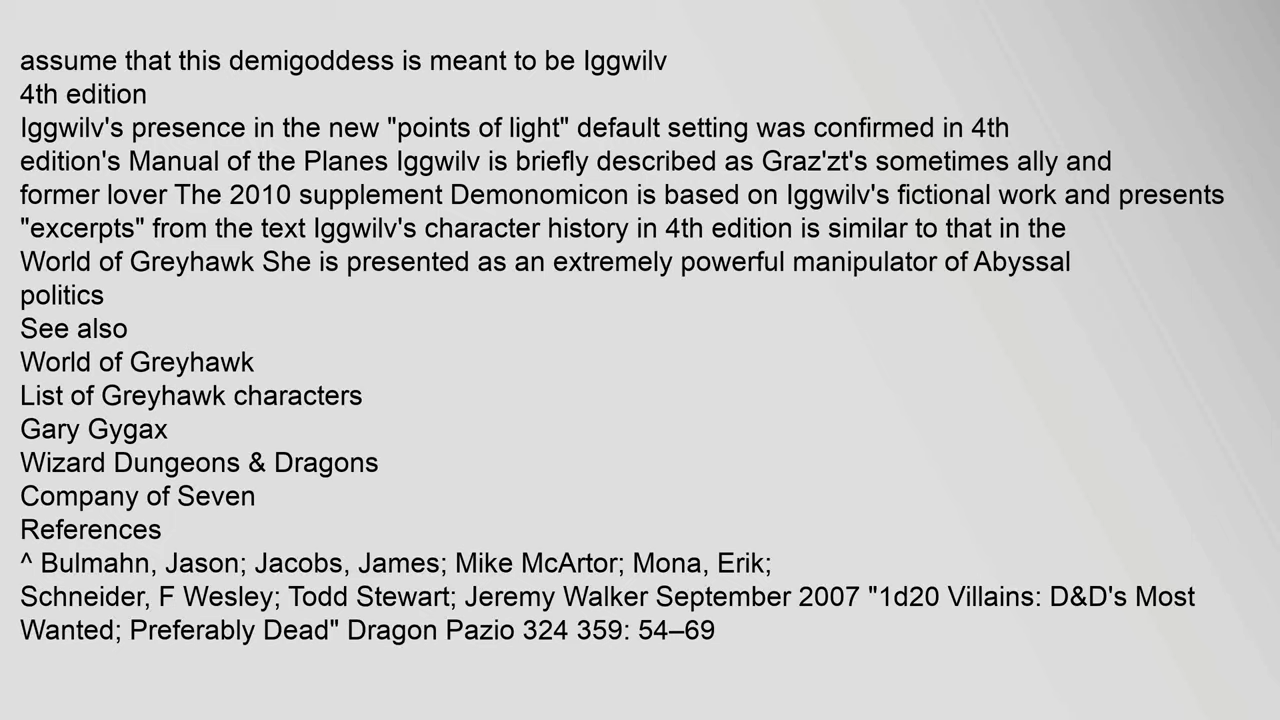 assume that this demigoddess is meant to be Iggwilv
4th edition
Iggwilv's presence in the new "points of light" default setting was confirmed in 4th
edition's Manual of the Planes Iggwilv is briefly described as Graz'zt's sometimes ally and
former lover The 2010 supplement Demonomicon is based on Iggwilv's fictional work and presents
"excerpts" from the text Iggwilv's character history in 4th edition is similar to that in the
World of Greyhawk She is presented as an extremely powerful manipulator of Abyssal
politics
See also
World of Greyhawk
List of Greyhawk characters
Gary Gygax
Wizard Dungeons & Dragons
Company of Seven
References
^ Bulmahn, Jason; Jacobs, James; Mike McArtor; Mona, Erik;
Schneider, F Wesley; Todd Stewart; Jeremy Walker September 2007 "1d20 Villains: D&D's Most
Wanted; Preferably Dead" Dragon Pazio 324 359: 54–69